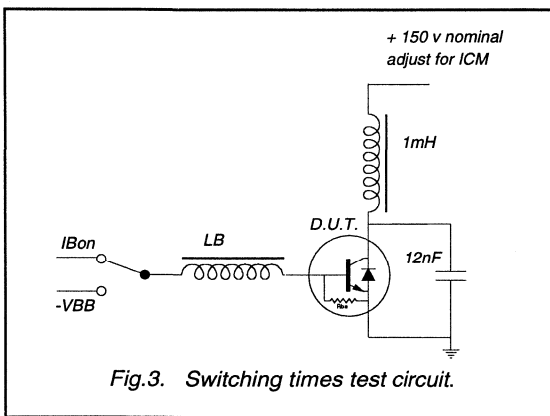 + 150 v nominal
adjust for ICM
1mH
D.U.T.
IBon
LB
12nF
-VBB
Rbe
Fig.3. Switching times test circuit.